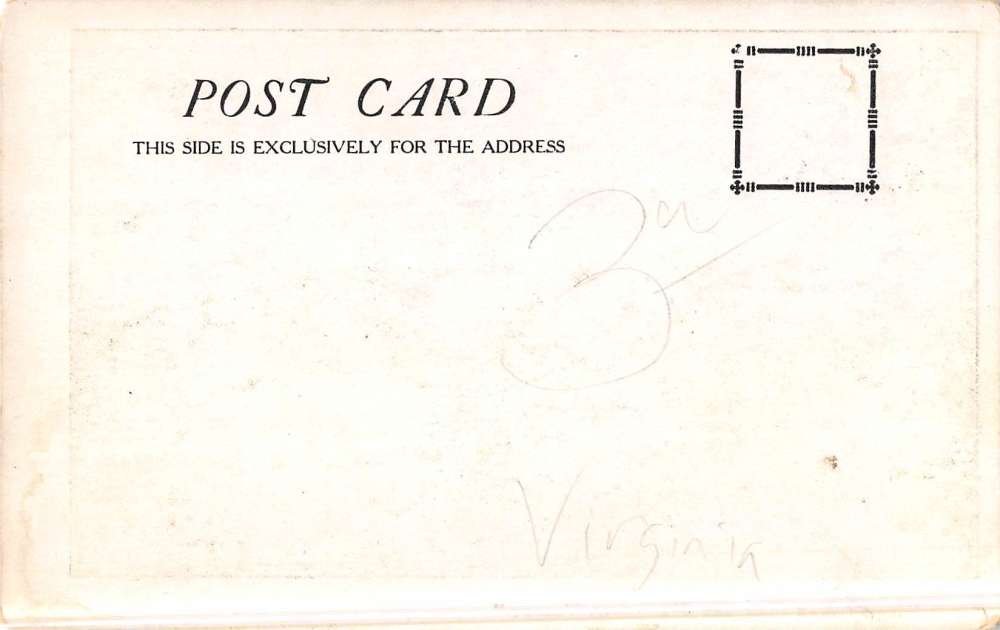 POST CARD
THIS SIDE IS EXCLUSIVELY FOR THE ADDRESS
3a
Virginia